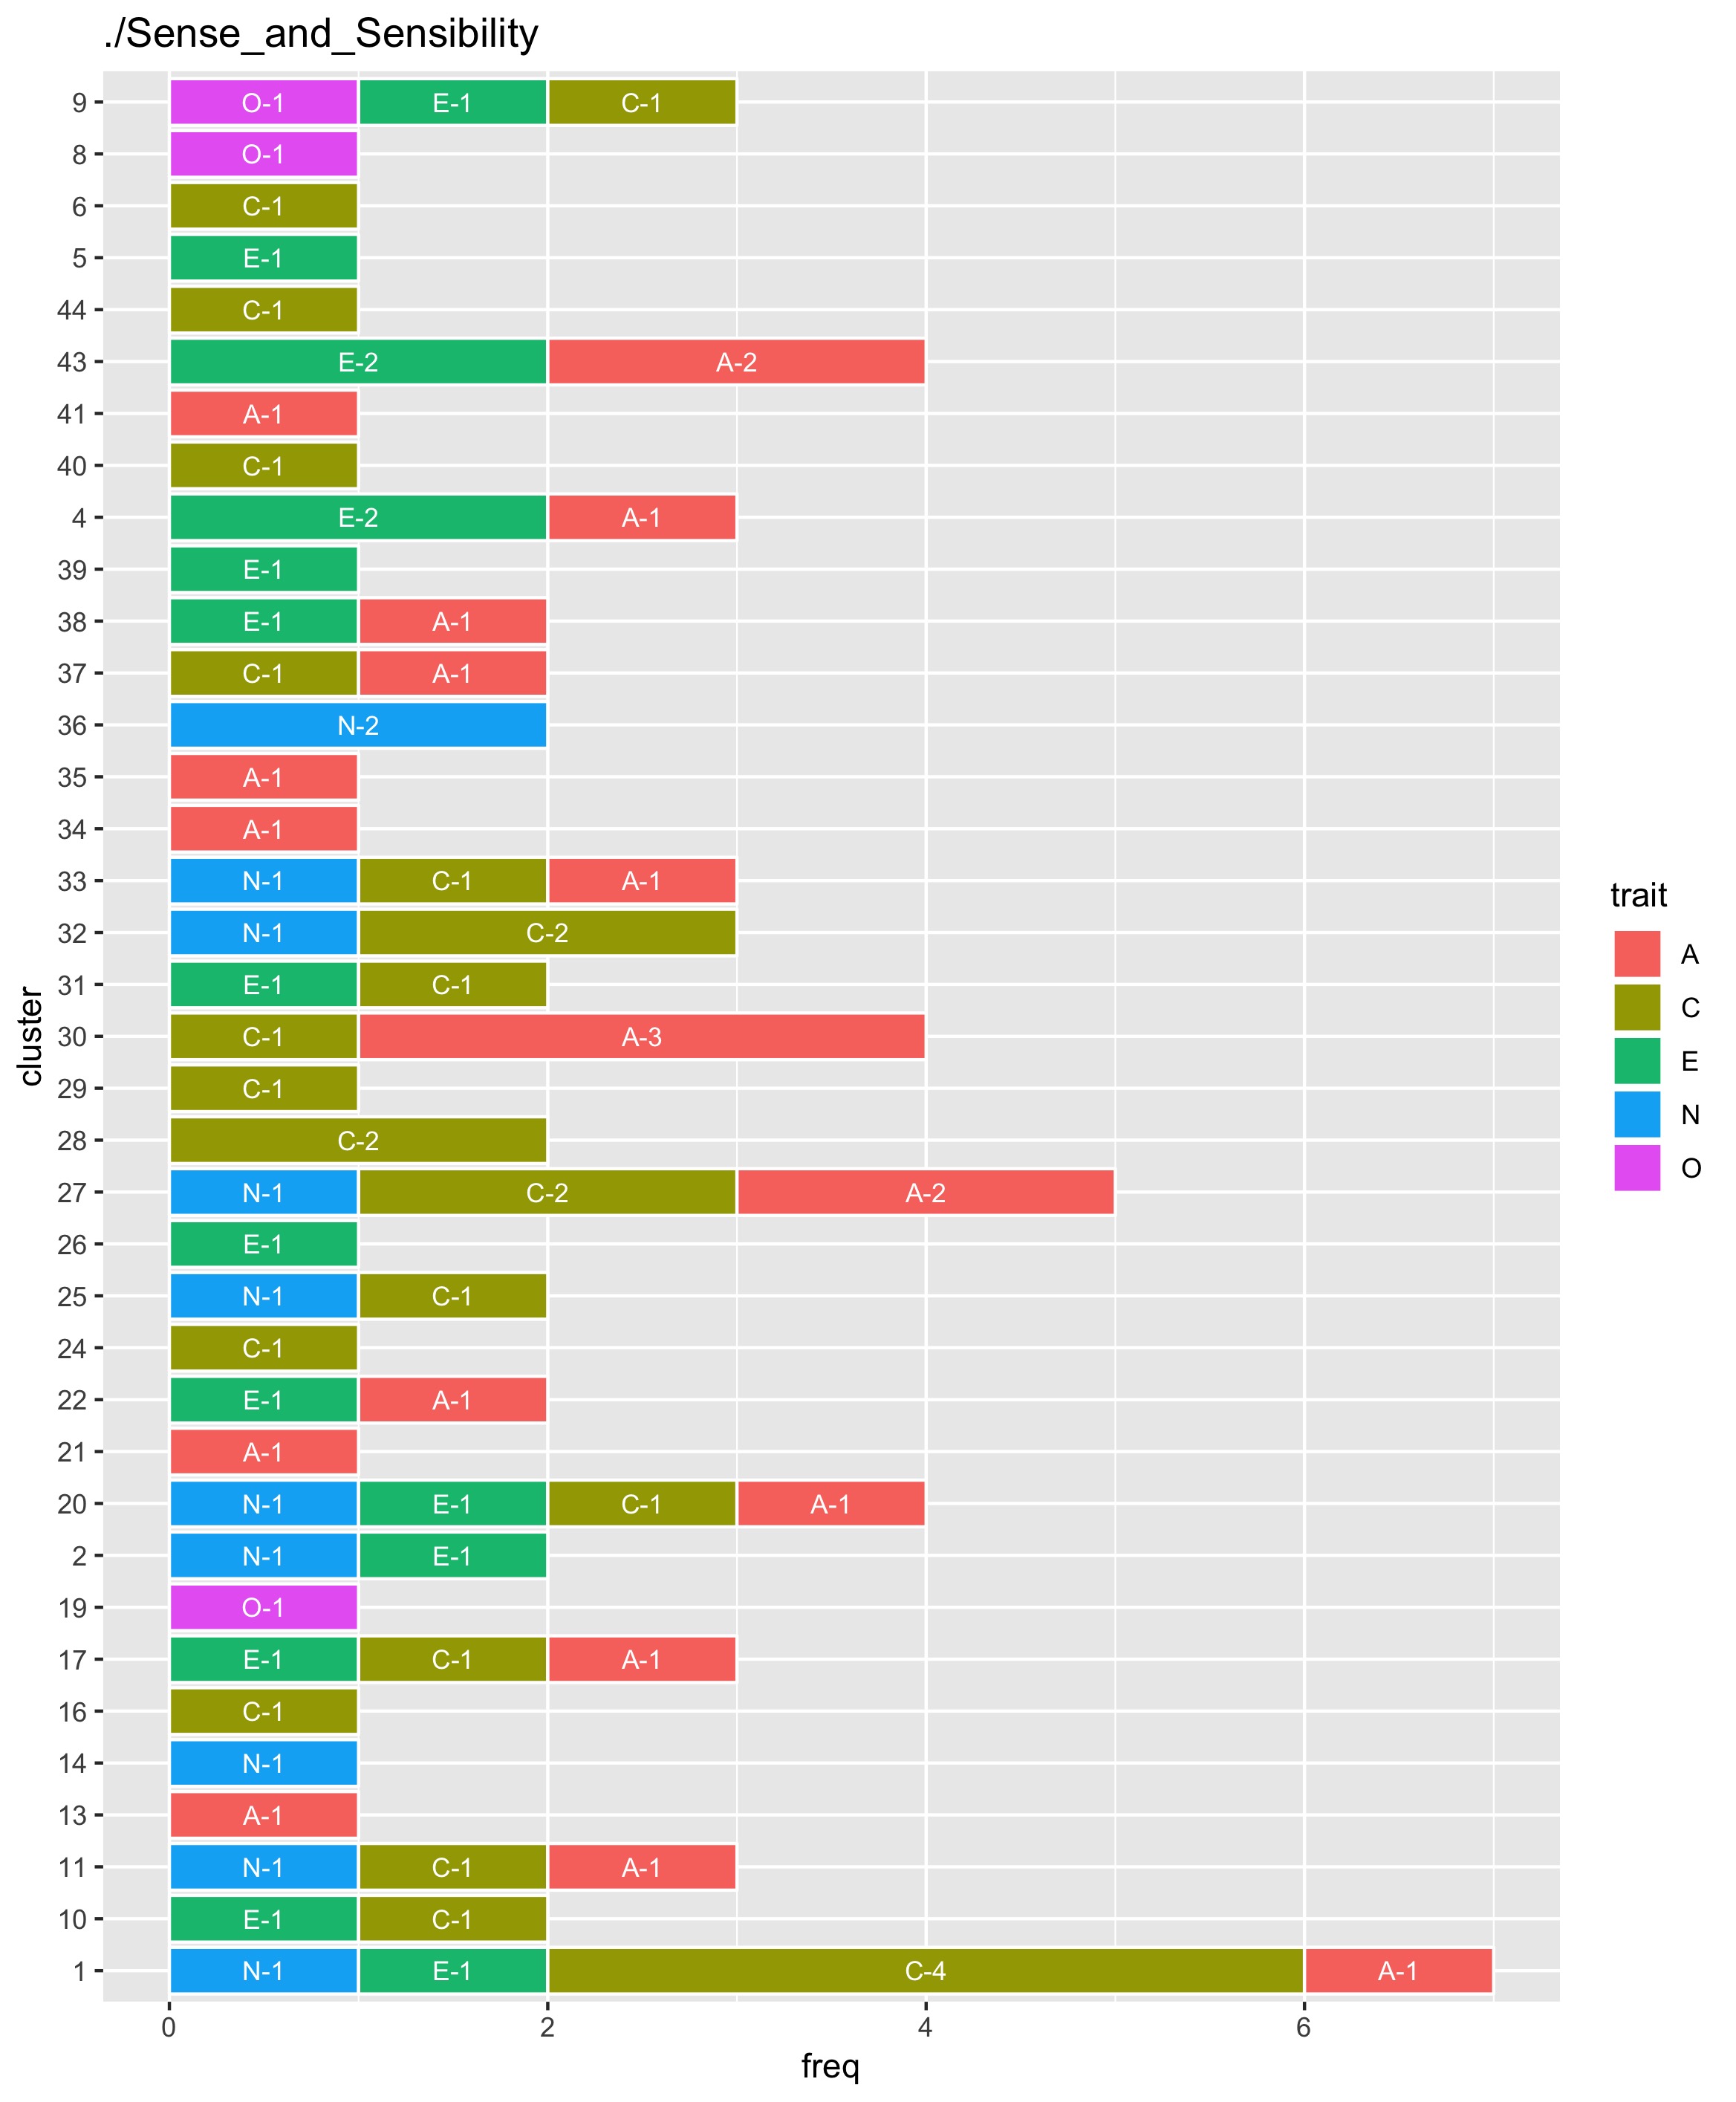 ./Sense_and_Sensibility
9 O-1 E-1 C-1
8 O-1
6 C-1
5 E-1
44 C-1
43 E-2 A-2
41 A-1
40 C-1
4 E-2 A-1
39 E-1
38 E-1 A-1
37 C-1 A-1
36 N-2
35 A-1
34 A-1
33 N-1 C-1 A-1
32 N-1 C-2
31 E-1 C-1
30 C-1 A-3
29 C-1
28 C-2
27 N-1 C-2 A-2
26 E-1
25 N-1 C-1
24 C-1
22 E-1 A-1
21 A-1
20 N-1 E-1 C-1 A-1
2 N-1 E-1
19 O-1
17 E-1 C-1 A-1
16 C-1
14 N-1
13 A-1
11 N-1 C-1 A-1
10 E-1 C-1
1 N-1 E-1 C-4 A-1
0 2 4 6
freq
cluster
trait
A
C
E
N
O